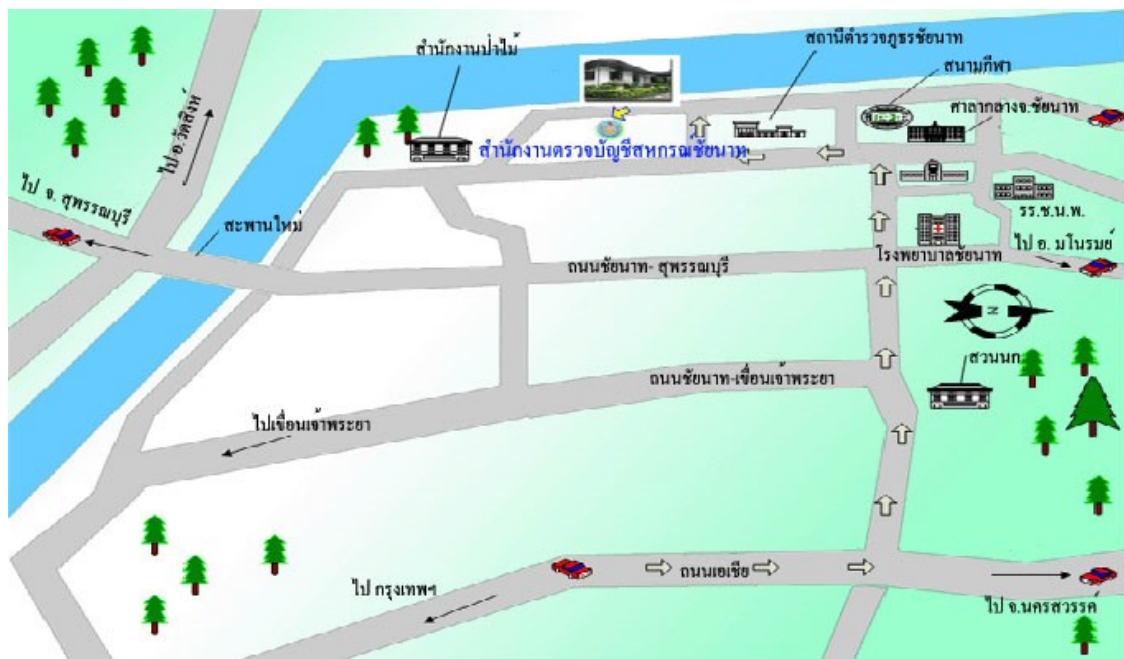 สถานีตำรวจภูธรชัยนาท
สำนักงานป่าไม้
สนามกีฬา
ศาลากลางจ.ชัยนาท
ไป อ.วัดสิงห์
สำนักงานตรวจบัญชีสหกรณ์ชัยนาท
ไป จ. สุพรรณบุรี
สะพานใหม่
รร.ช.น.พ.
ไป อ. มโนรมย์
โรงพยาบาลชัยนาท
ถนนชัยนาท- สุพรรณบุรี
N
สวนนก
ถนนชัยนาท-เขื่อนเจ้าพระยา
ไปเขื่อนเจ้าพระยา
ถนนเอเชีย
ไป กรุงเทพฯ
ไป จ.นครสวรรค์